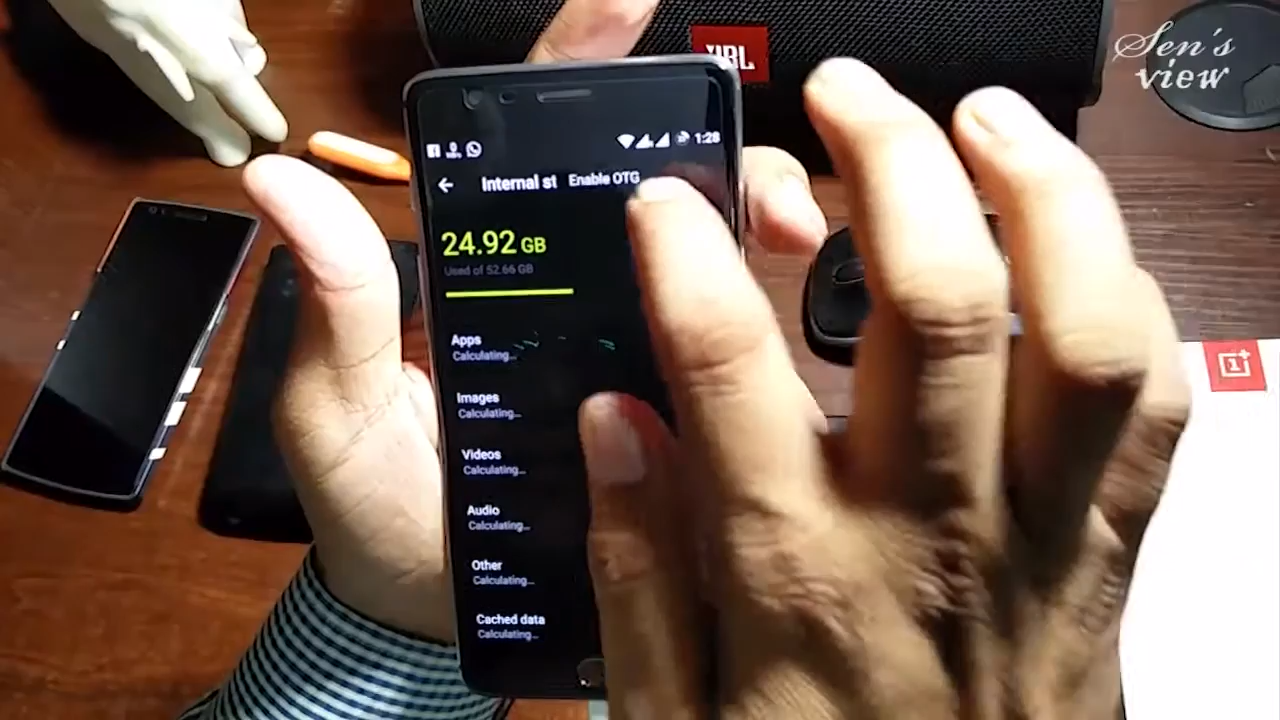 Sen's
view
JBL
1:28
Internal st
Enable OTG
24.92 GB
Used of 52.66 GB
Apps
Calculating...
Images
Calculating...
Videos
Calculating...
Audio
Calculating...
Other
Calculating...
Cached data
Calculating...
1+